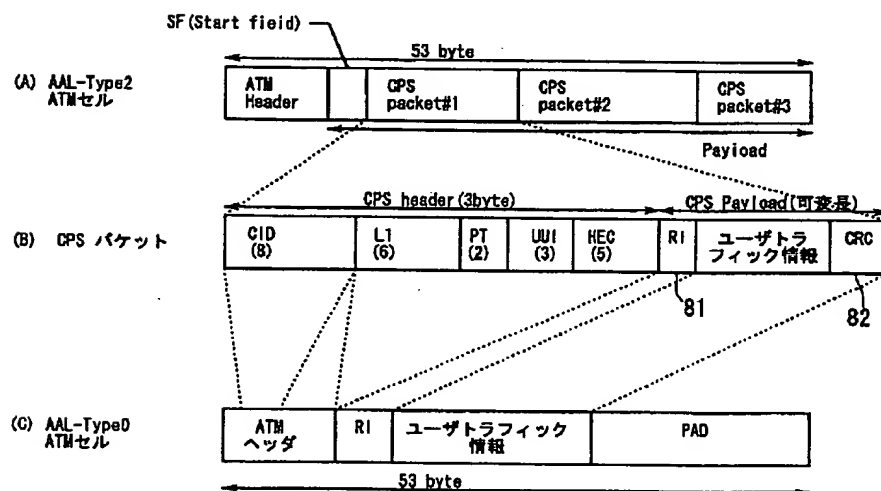 SF(Start field)
53 byte
(A) AAL-Type2
ATMセル
ATM
Header
CPS
packet#1
CPS
packet#2
CPS
packet#3
Payload
CPS header(3byte)
CPS Payload(可変長)
(B) CPS パケット
CID
(8)
LI
(6)
PT
(2)
UUI
(3)
HEC
(5)
RI
ユーザトラ
フィック情報
CRC
81
82
(C) AAL-Type0
ATMセル
ATM
ヘッダ
RI
ユーザトラフィック
情報
PAD
53 byte